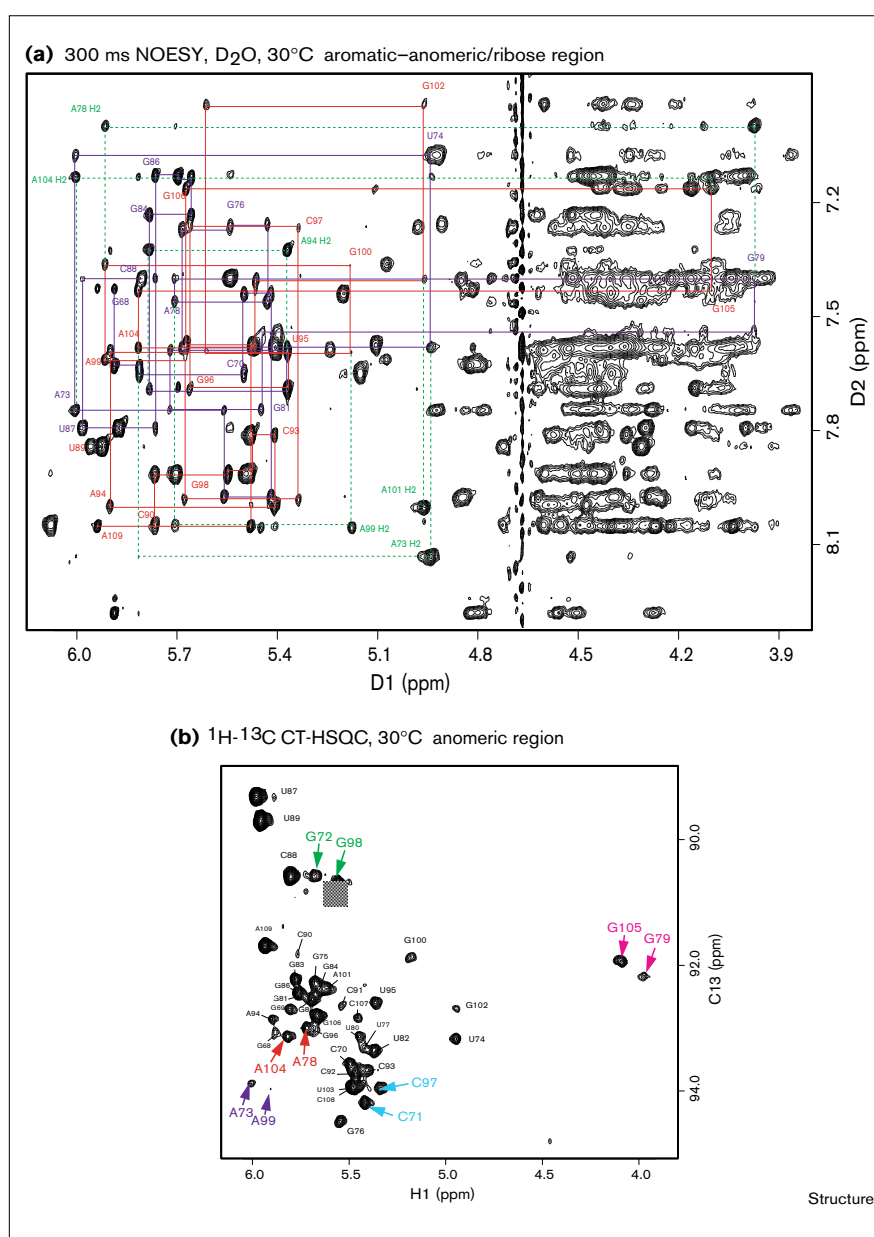 (a) 300 ms NOESY, D2O, 30°C aromatic–anomeric/ribose region
G102
A78 H2
U74
G86
A104 H2
G106
G76
C97
G84
A94 H2
G100
G79
C88
G68
A78
G105
A104
U95
A99
C70
G96
A73
G81
U87
C93
U89
G98
A94
A101 H2
C90
A109
A99 H2
A73 H2
7.2
7.5
7.8
8.1
D2 (ppm)
6.0 5.7 5.4 5.1 4.8 4.5 4.2 3.9
D1 (ppm)
(b) 1H-13C CT-HSQC, 30°C anomeric region
U87
U89
G72
G98
C88
A109
C90
G100
G105
G79
G83
G75
G84
A101
G86
G81
C91
U95
G69
C107
G102
A94
G106
U80
U77
G68
G96
U82
U74
A104
A78
C70
C93
C92
C97
A73
U103
A99
C108
C71
G76
90.0
92.0
94.0
C13 (ppm)
6.0 5.5 5.0 4.5 4.0
H1 (ppm)
Structure